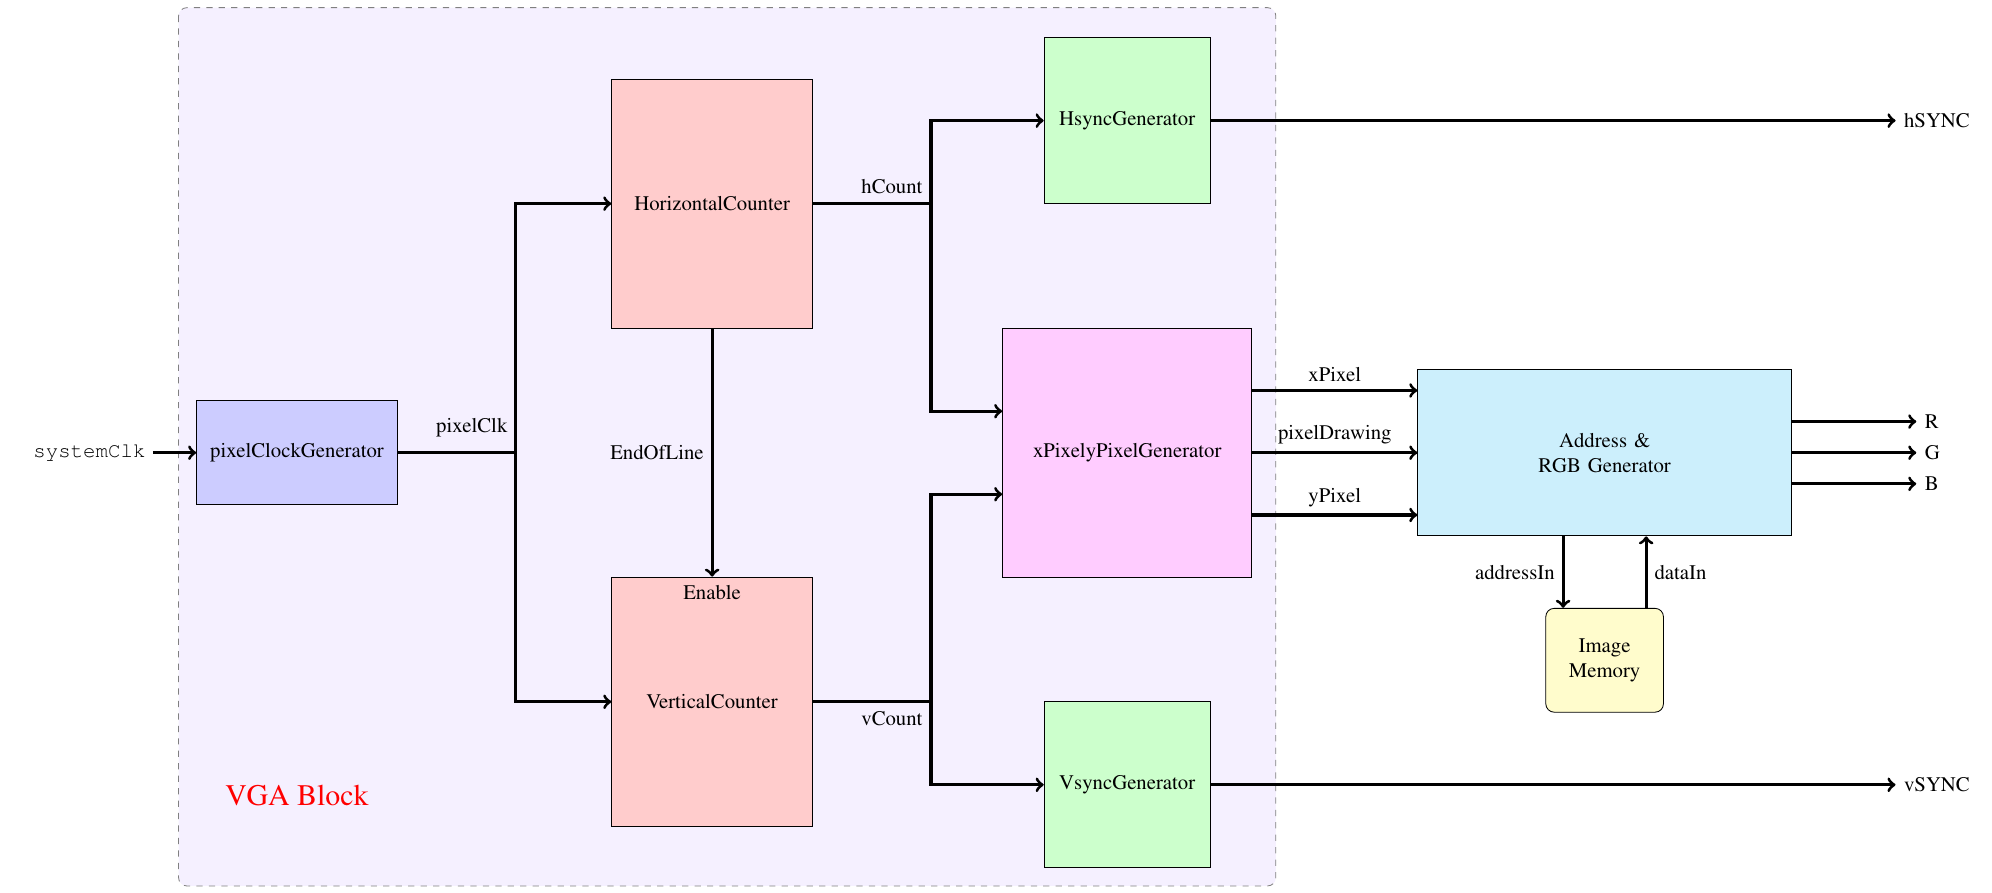 HsyncGenerator
hSYNC
hCount
HorizontalCounter
xPixel
pixelClk
pixelDrawing
R
Address &
RGB Generator
systemClk
pixelClockGenerator
EndOfLine
xPixelyPixelGenerator
G
B
yPixel
addressIn
dataIn
Enable
Image
Memory
VerticalCounter
vCount
VsyncGenerator
vSYNC
VGA Block